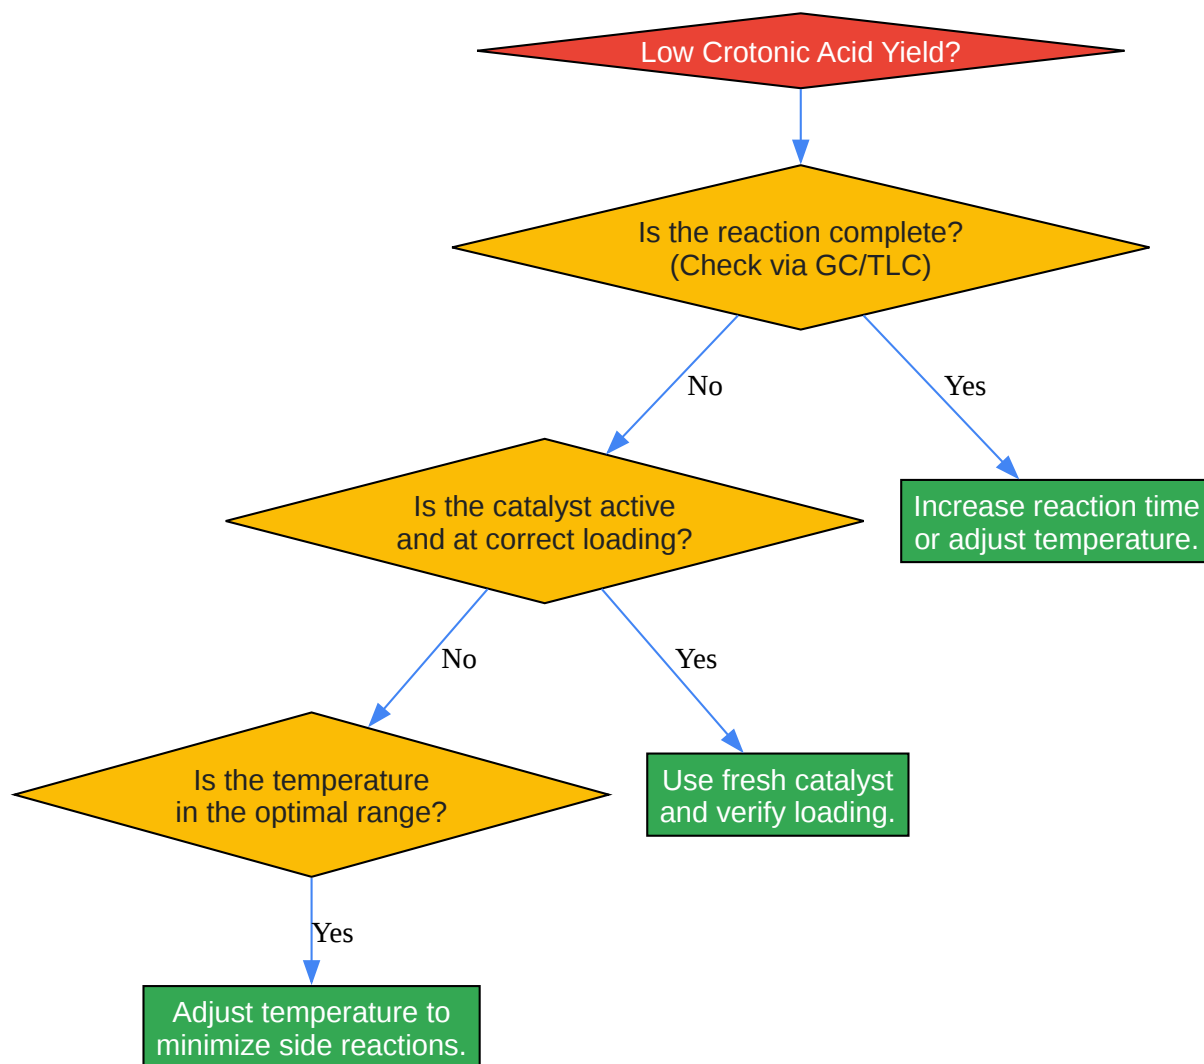 Low Crotonic Acid Yield?
Is the reaction complete?
(Check via GC/TLC)
No
Yes
Is the catalyst active
and at correct loading?
Increase reaction time
or adjust temperature.
No
Yes
Is the temperature
in the optimal range?
Use fresh catalyst
and verify loading.
Yes
Adjust temperature to
minimize side reactions.